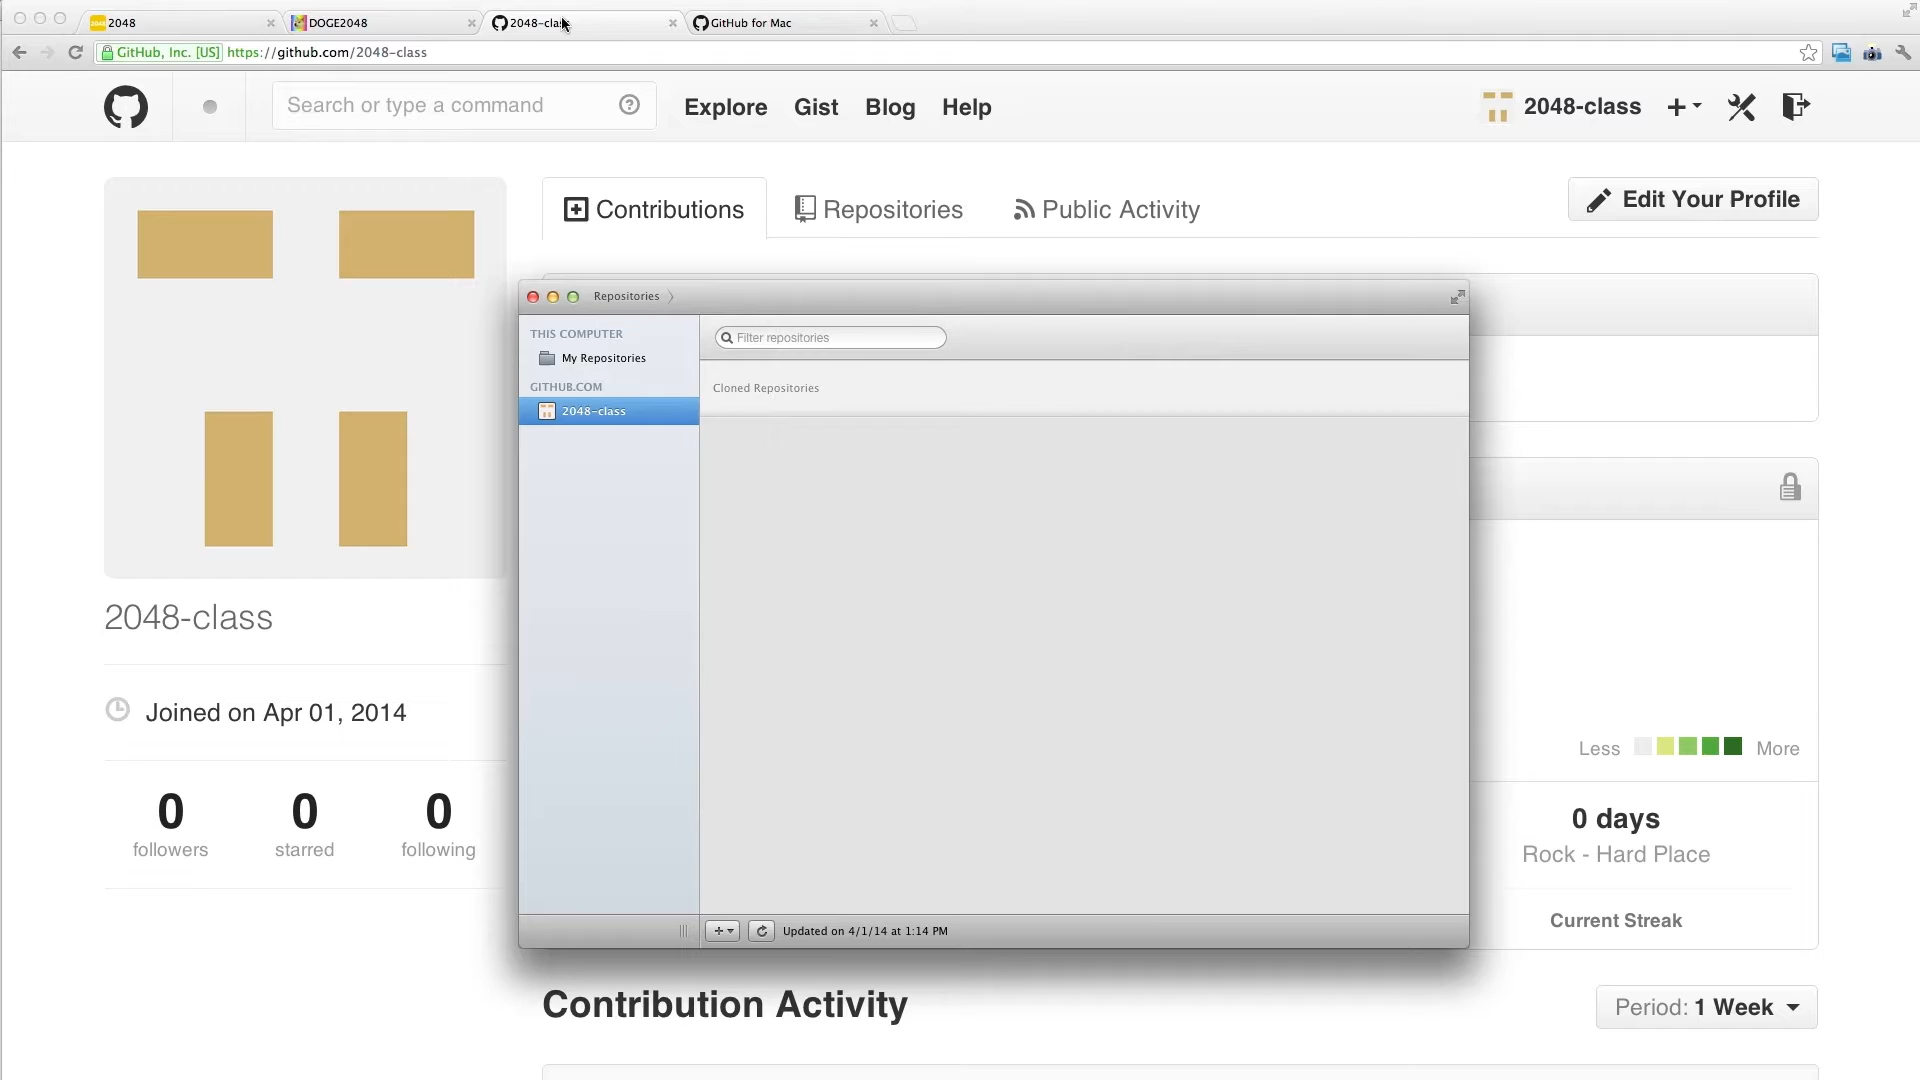 2048
DOGE2048
2048-cla
GitHub for Mac
GitHub, Inc. [US] https://github.com/2048-class
Search or type a command
Explore Gist Blog Help
2048-class
Contributions Repositories Public Activity
Edit Your Profile
Repositories
THIS COMPUTER
My Repositories
GITHUB.COM
2048-class
Filter repositories
Cloned Repositories
Updated on 4/1/14 at 1:14 PM
2048-class
Joined on Apr 01, 2014
0 0 0
followers starred following
Less More
0 days
Rock - Hard Place
Current Streak
Contribution Activity
Period: 1 Week